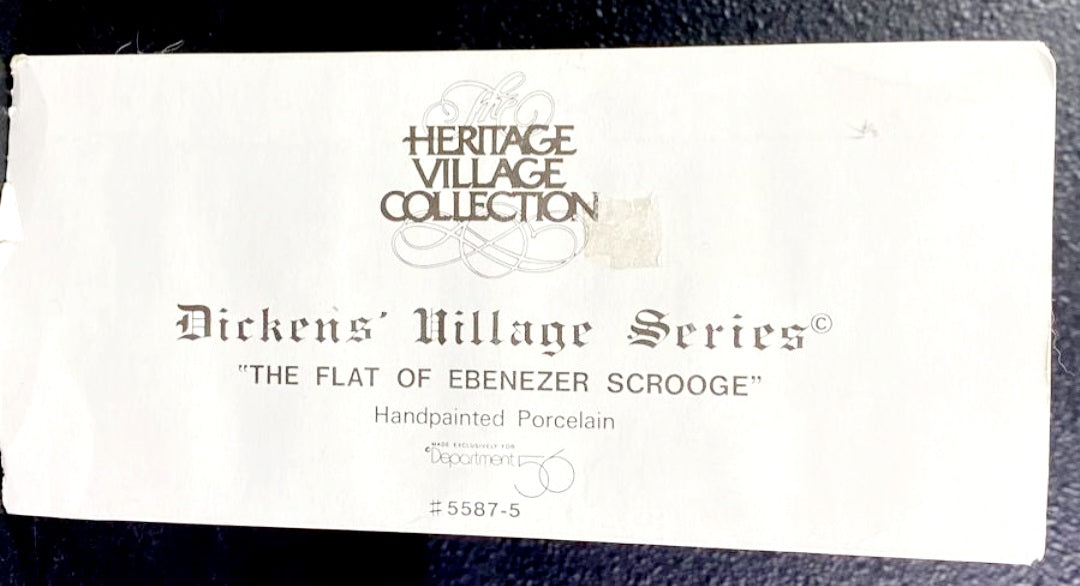 The
HERITAGE
VILLAGE
COLLECTION
Dickens' Village Series©
"THE FLAT OF EBENEZER SCROOGE"
Handpainted Porcelain
MADE EXCLUSIVELY FOR
©Department 56
#5587-5